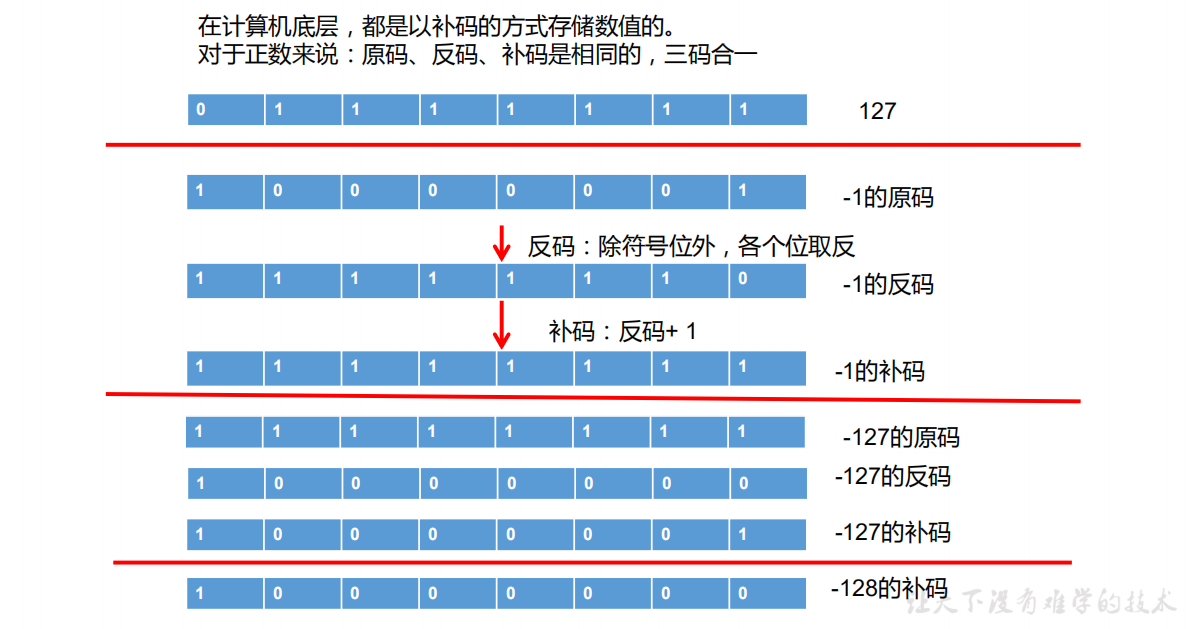 在计算机底层，都是以补码的方式存储数值的。
对于正数来说：原码、反码、补码是相同的，三码合一
0 1 1 1 1 1 1 1 127
1 0 0 0 0 0 0 1 -1的原码
反码：除符号位外，各个位取反
1 1 1 1 1 1 1 0 -1的反码
补码：反码+ 1
1 1 1 1 1 1 1 1 -1的补码
1 1 1 1 1 1 1 1 -127的原码
1 0 0 0 0 0 0 0 -127的反码
1 0 0 0 0 0 0 1 -127的补码
1 0 0 0 0 0 0 0 -128的补码
让天下没有难学的技术